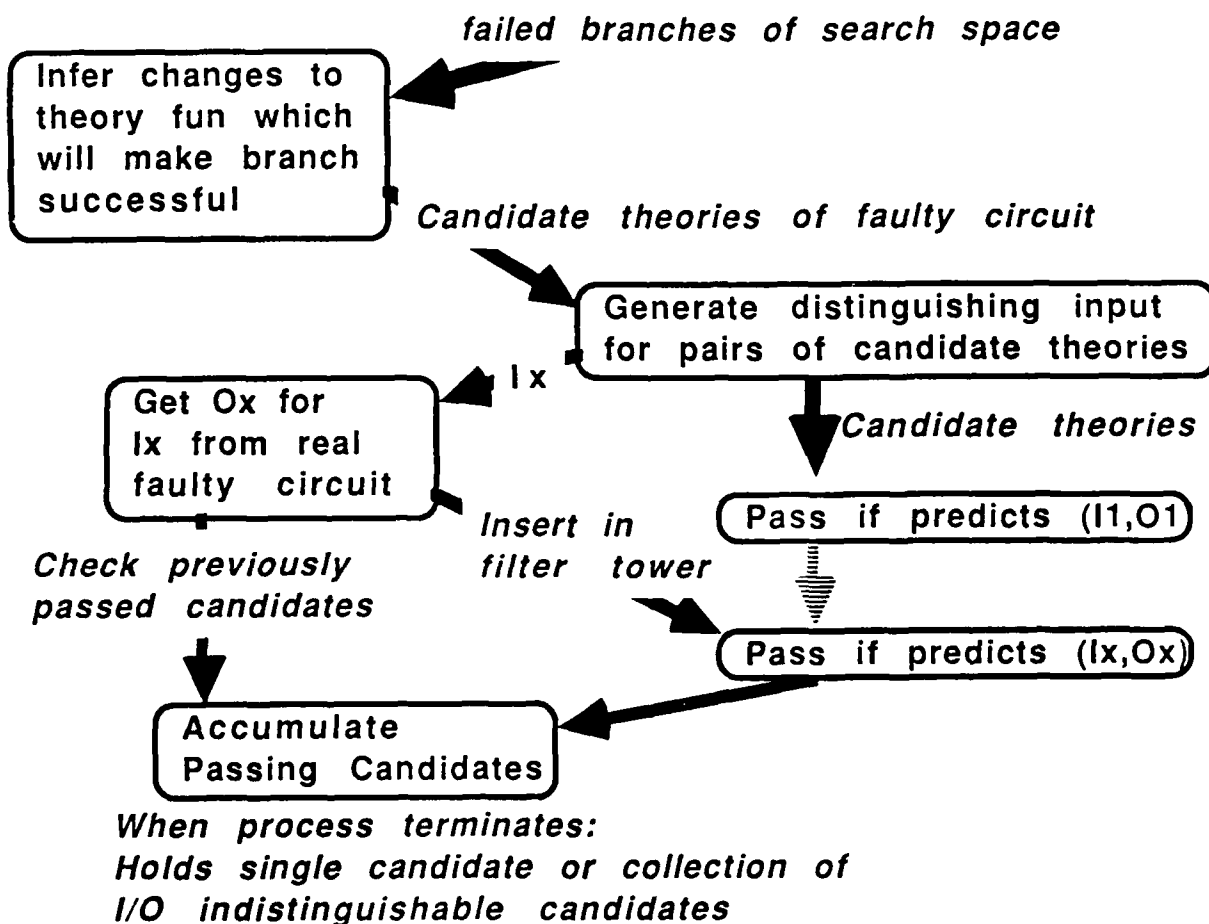 failed branches of search space
Infer changes to
theory fun which
will make branch
successful
Candidate theories of faulty circuit
Generate distinguishing input
for pairs of candidate theories
Ix
Get Ox for
Ix from real
faulty circuit
Candidate theories
Pass if predicts (I1,O1
Insert in
filter tower
Check previously
passed candidates
Pass if predicts (Ix,Ox)
Accumulate
Passing Candidates
When process terminates:
Holds single candidate or collection of
I/O indistinguishable candidates